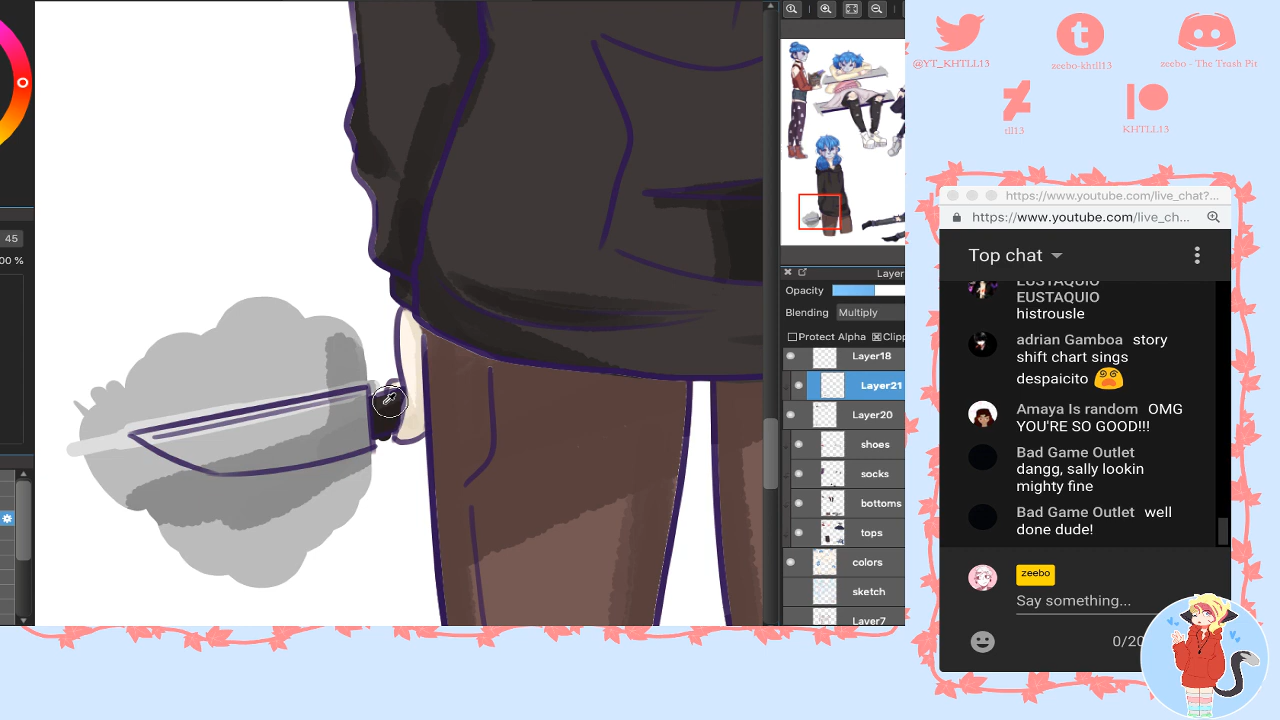 @YT_KHTLL13
zeebo-khtll13
zeebo - The Trash Pit
tll13
KHTLL13
https://www.youtube.com/live_chat?...
https://www.youtube.com/live_ch...
Top chat
EUSTAQUIO
EUSTAQUIO
histrousle
adrian Gamboa story
shift chart sings
despaicito
Amaya Is random OMG
YOU'RE SO GOOD!!!
Bad Game Outlet
dangg, sally lookin
mighty fine
Bad Game Outlet well
done dude!
zeebo
Say something...
0/20
45
00 %
Layer
Opacity
Blending Multiply
Protect Alpha Clipp
Layer18
Layer21
Layer20
shoes
socks
bottoms
tops
colors
sketch
Layer7